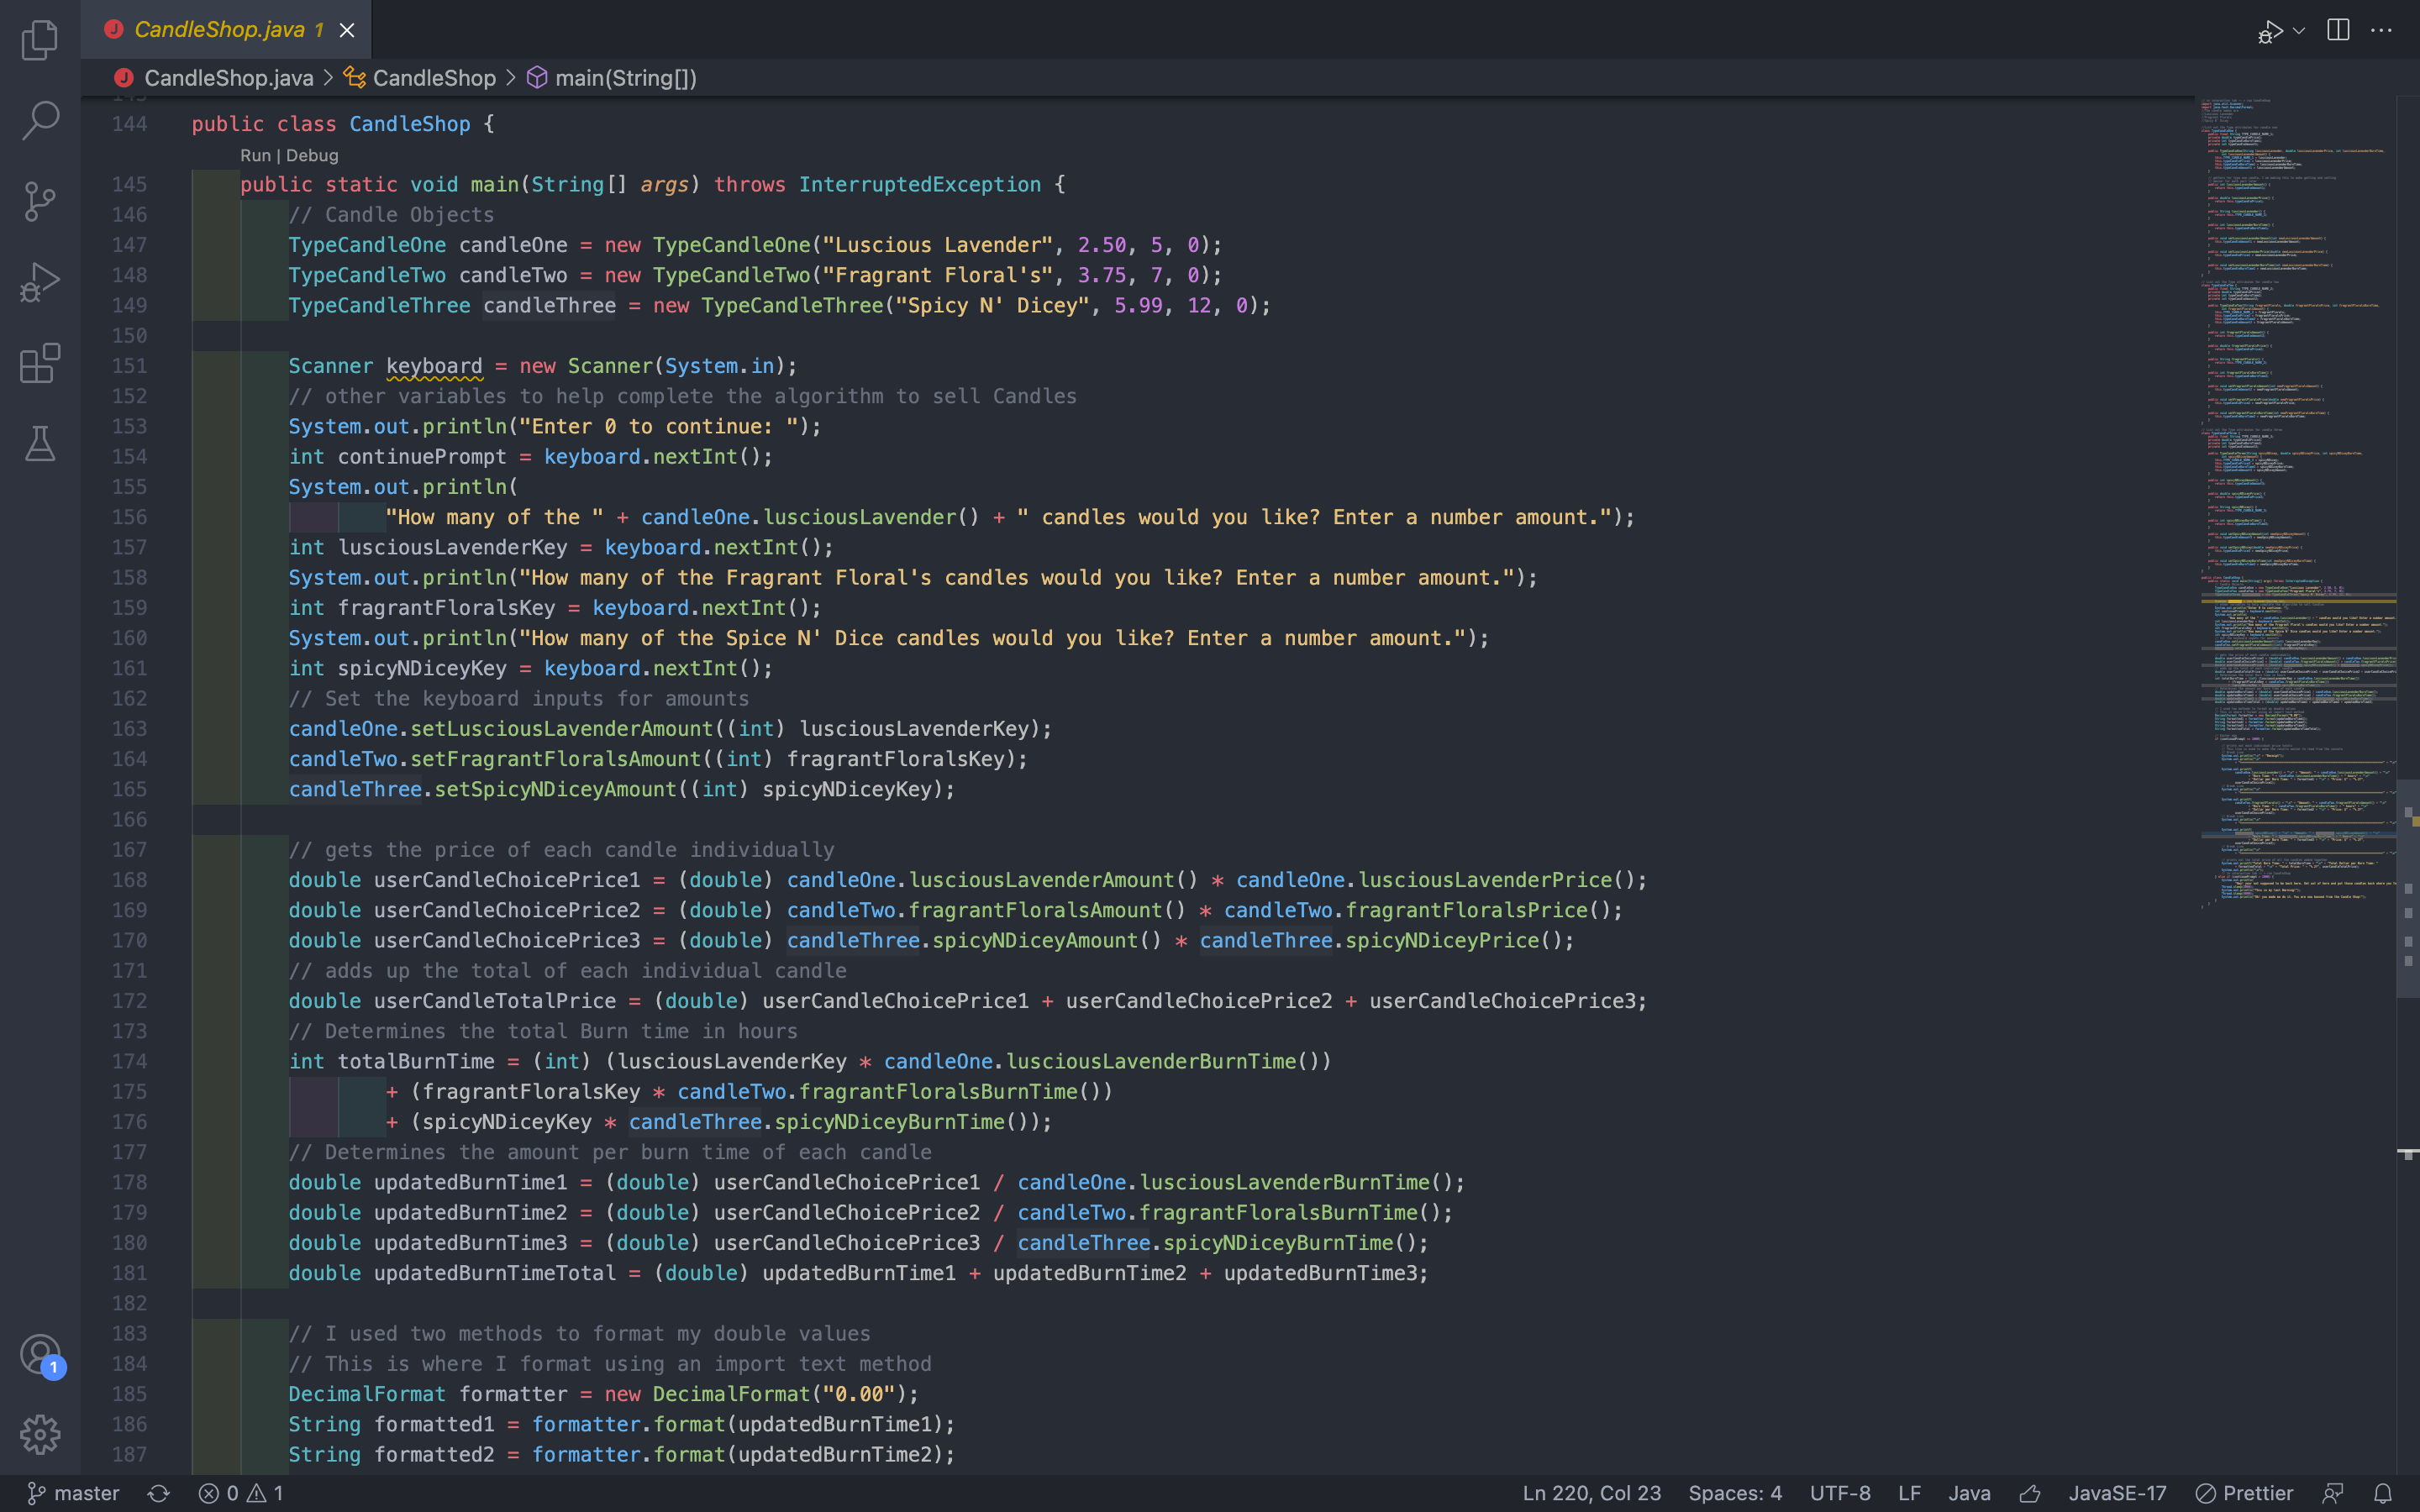 CandleShop.java 1
CandleShop.java > CandleShop > main(String[])
144 public class CandleShop {
Run | Debug
145 public static void main(String[] args) throws InterruptedException {
146 // Candle Objects
147 TypeCandleOne candleOne = new TypeCandleOne("Luscious Lavender", 2.50, 5, 0);
148 TypeCandleTwo candleTwo = new TypeCandleTwo("Fragrant Floral's", 3.75, 7, 0);
149 TypeCandleThree candleThree = new TypeCandleThree("Spicy N' Dicey", 5.99, 12, 0);
150
151 Scanner keyboard = new Scanner(System.in);
152 // other variables to help complete the algorithm to sell Candles
153 System.out.println("Enter 0 to continue: ");
154 int continuePrompt = keyboard.nextInt();
155 System.out.println(
156 "How many of the " + candleOne.lusciousLavender() + " candles would you like? Enter a number amount.");
157 int lusciousLavenderKey = keyboard.nextInt();
158 System.out.println("How many of the Fragrant Floral's candles would you like? Enter a number amount.");
159 int fragrantFloralsKey = keyboard.nextInt();
160 System.out.println("How many of the Spice N' Dice candles would you like? Enter a number amount.");
161 int spicyNDiceyKey = keyboard.nextInt();
162 // Set the keyboard inputs for amounts
163 candleOne.setLusciousLavenderAmount((int) lusciousLavenderKey);
164 candleTwo.setFragrantFloralsAmount((int) fragrantFloralsKey);
165 candleThree.setSpicyNDiceyAmount((int) spicyNDiceyKey);
166
167 // gets the price of each candle individually
168 double userCandleChoicePrice1 = (double) candleOne.lusciousLavenderAmount() * candleOne.lusciousLavenderPrice();
169 double userCandleChoicePrice2 = (double) candleTwo.fragrantFloralsAmount() * candleTwo.fragrantFloralsPrice();
170 double userCandleChoicePrice3 = (double) candleThree.spicyNDiceyAmount() * candleThree.spicyNDiceyPrice();
171 // adds up the total of each individual candle
172 double userCandleTotalPrice = (double) userCandleChoicePrice1 + userCandleChoicePrice2 + userCandleChoicePrice3;
173 // Determines the total Burn time in hours
174 int totalBurnTime = (int) (lusciousLavenderKey * candleOne.lusciousLavenderBurnTime())
175 + (fragrantFloralsKey * candleTwo.fragrantFloralsBurnTime())
176 + (spicyNDiceyKey * candleThree.spicyNDiceyBurnTime());
177 // Determines the amount per burn time of each candle
178 double updatedBurnTime1 = (double) userCandleChoicePrice1 / candleOne.lusciousLavenderBurnTime();
179 double updatedBurnTime2 = (double) userCandleChoicePrice2 / candleTwo.fragrantFloralsBurnTime();
180 double updatedBurnTime3 = (double) userCandleChoicePrice3 / candleThree.spicyNDiceyBurnTime();
181 double updatedBurnTimeTotal = (double) updatedBurnTime1 + updatedBurnTime2 + updatedBurnTime3;
182
183 // I used two methods to format my double values
184 // This is where I format using an import text method
185 DecimalFormat formatter = new DecimalFormat("0.00");
186 String formatted1 = formatter.format(updatedBurnTime1);
187 String formatted2 = formatter.format(updatedBurnTime2);
1
master 0 1 Ln 220, Col 23 Spaces: 4 UTF-8 LF Java JavaSE-17 Prettier